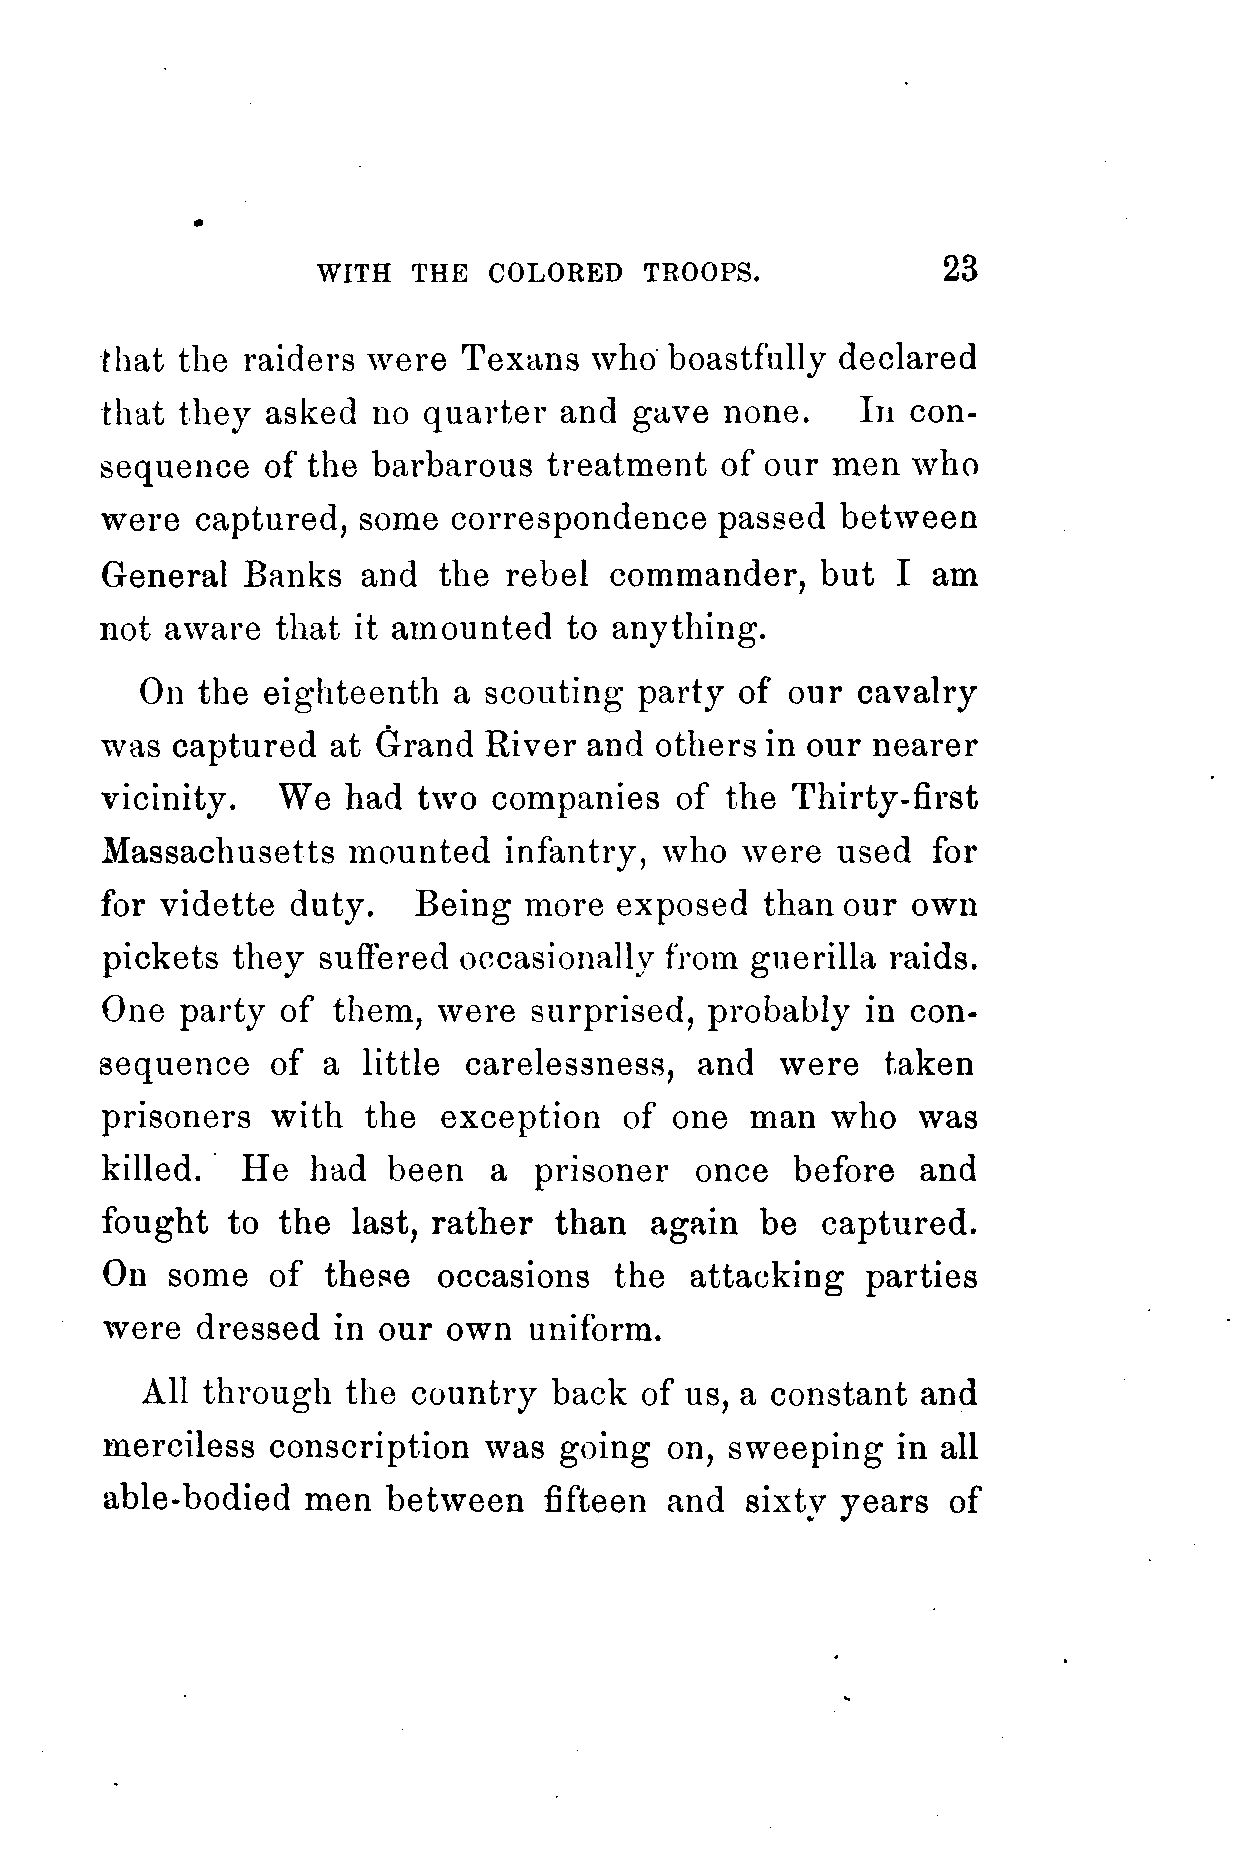 WITH THE COLORED TROOPS. 23
that the raiders were Texans who boastfully declared
that they asked no quarter and gave none. In con-
sequence of the barbarous treatment of our men who
were captured, some correspondence passed between
General Banks and the rebel commander, but I am
not aware that it amounted to anything.
On the eighteenth a scouting party of our cavalry
was captured at Grand River and others in our nearer
vicinity. We had two companies of the Thirty-first
Massachusetts mounted infantry, who were used for
for vidette duty. Being more exposed than our own
pickets they suffered occasionally from guerilla raids.
One party of them, were surprised, probably in con-
sequence of a little carelessness, and were taken
prisoners with the exception of one man who was
killed. He had been a prisoner once before and
fought to the last, rather than again be captured.
On some of these occasions the attacking parties
were dressed in our own uniform.
All through the country back of us, a constant and
merciless conscription was going on, sweeping in all
able-bodied men between fifteen and sixty years of